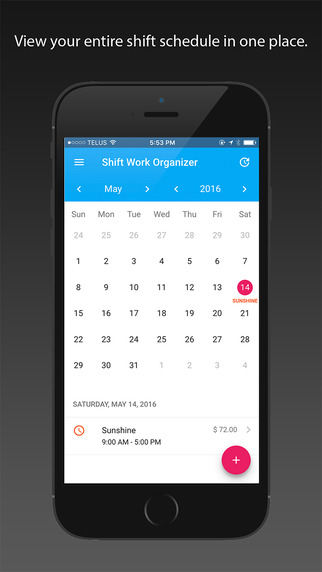 View your entire shift schedule in one place.
TELUS 5:53 PM
Shift Work Organizer
May 2016
Sun Mon Tue Wed Thu Fri Sat
24 25 26 27 28 29 30
1 2 3 4 5 6 7
8 9 10 11 12 13 14
SUNSHINE
15 16 17 18 19 20 21
22 23 24 25 26 27 28
29 30 31 1 2 3 4
SATURDAY, MAY 14, 2016
Sunshine $ 72.00
9:00 AM - 5:00 PM
+